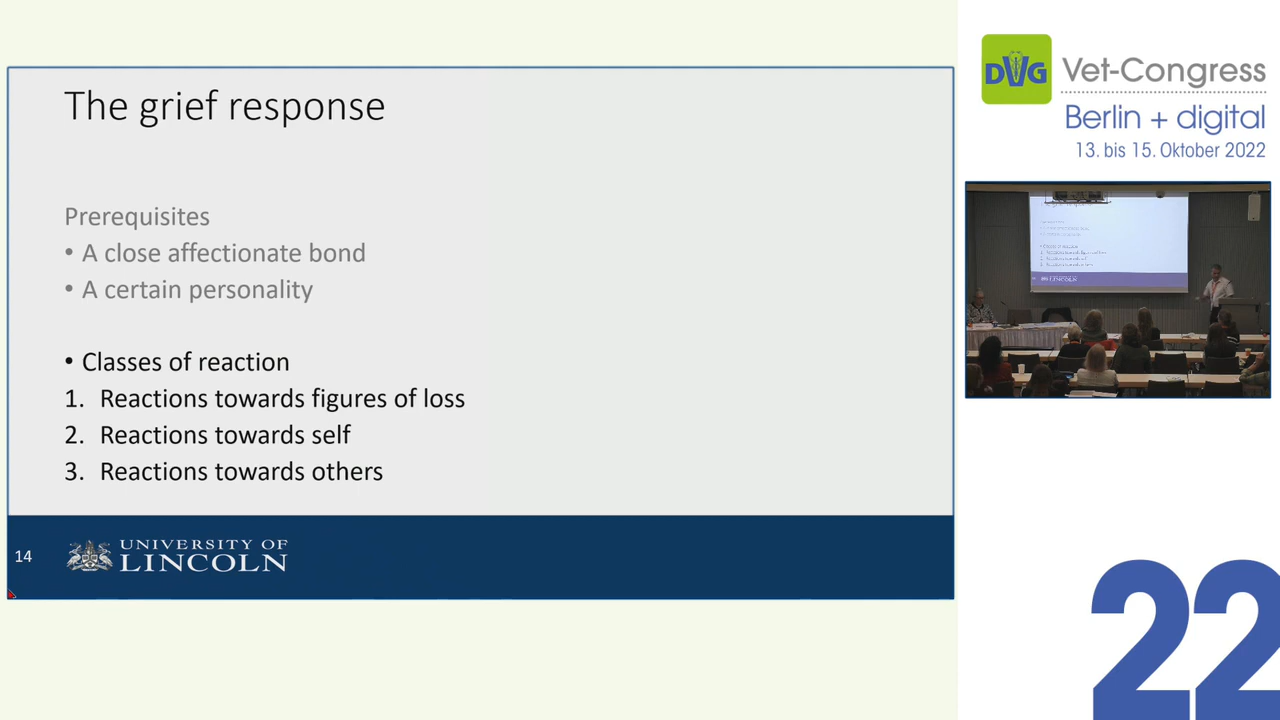 The grief response
Prerequisites
• A close affectionate bond
• A certain personality
• Classes of reaction
1. Reactions towards figures of loss
2. Reactions towards self
3. Reactions towards others
14
UNIVERSITY OF
LINCOLN
DVG
Vet-Congress
Berlin + digital
13. bis 15. Oktober 2022
LINCOLN
22